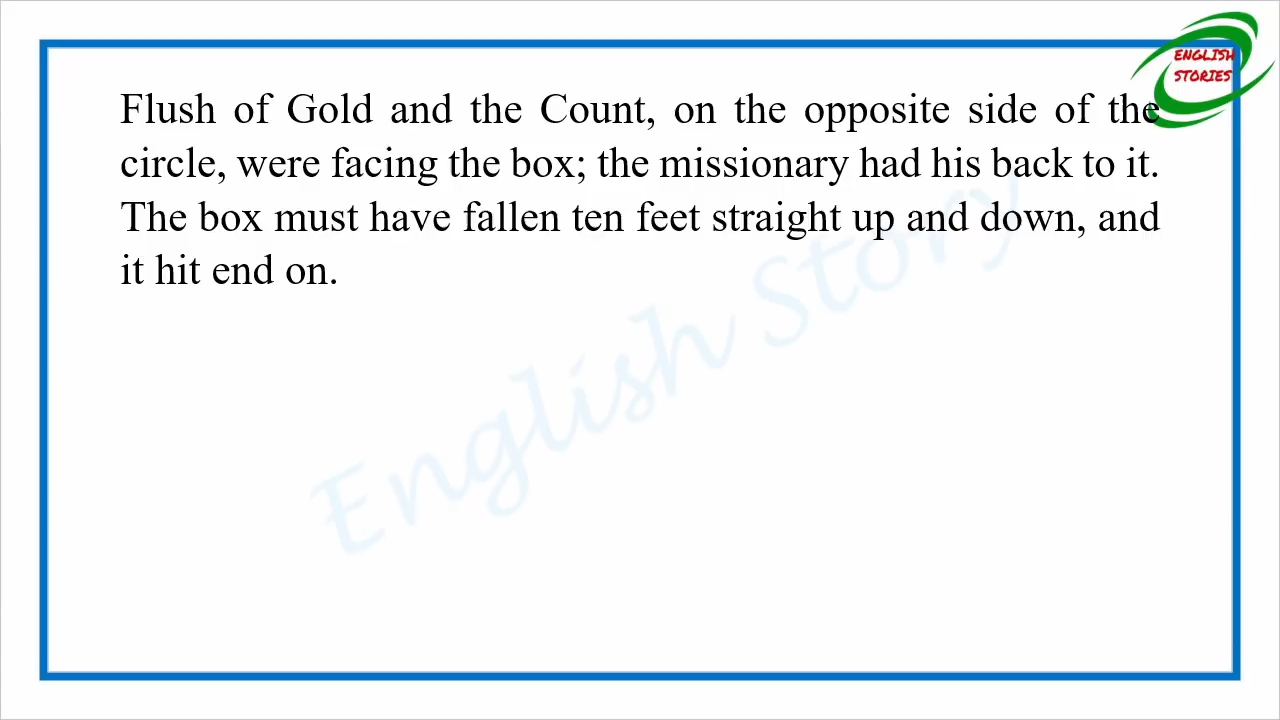 ENGLISH
STORIES
Flush of Gold and the Count, on the opposite side of the
circle, were facing the box; the missionary had his back to it.
The box must have fallen ten feet straight up and down, and
it hit end on.
English Story